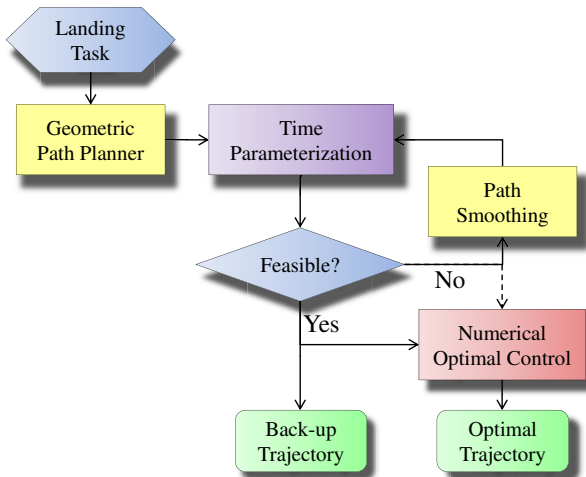 Landing
Task
Geometric
Path Planner
Time
Parameterization
Path
Smoothing
Feasible?
No
Yes
Numerical
Optimal Control
Back-up
Trajectory
Optimal
Trajectory